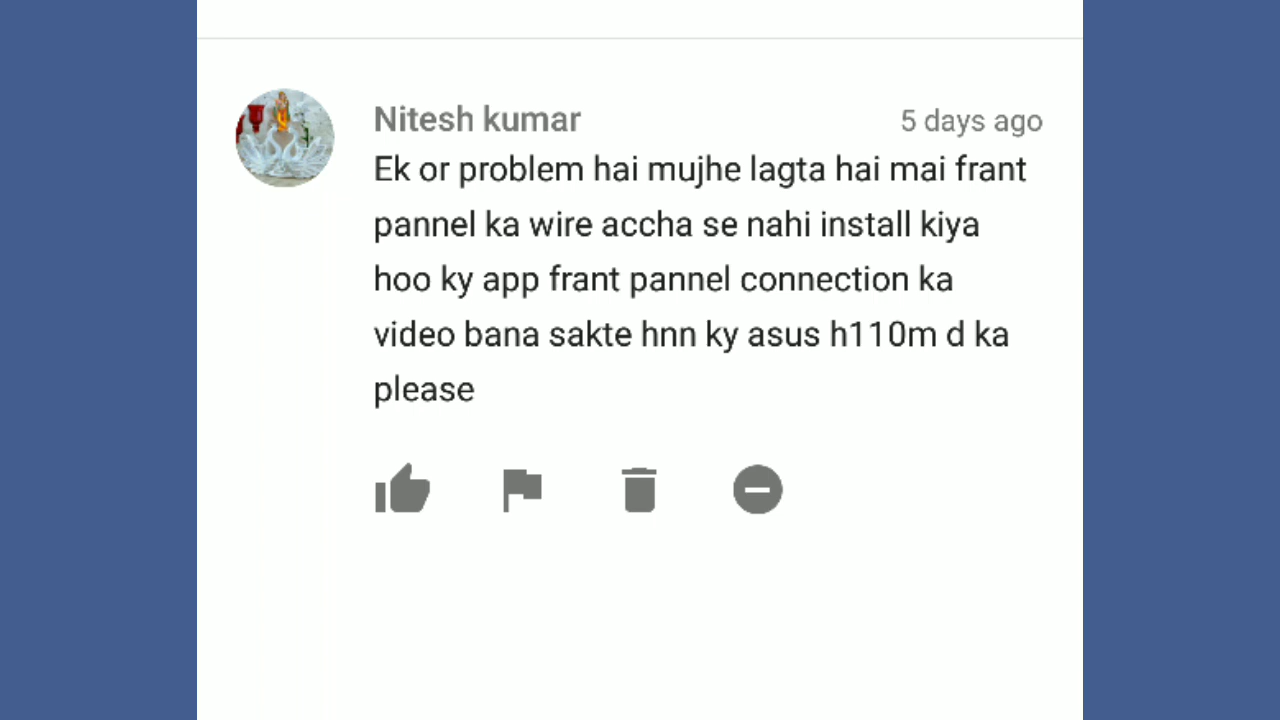 Nitesh kumar 5 days ago
Ek or problem hai mujhe lagta hai mai frant
pannel ka wire accha se nahi install kiya
hoo ky app frant pannel connection ka
video bana sakte hnn ky asus h110m d ka
please